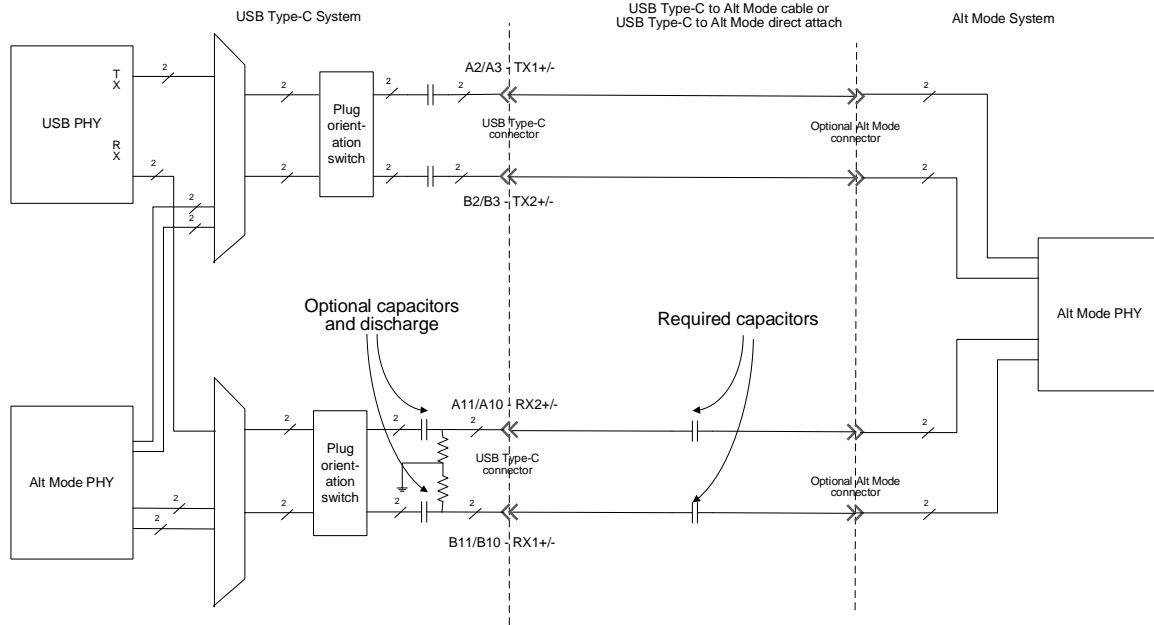 USB Type-C System
USB Type-C to Alt Mode cable or
USB Type-C to Alt Mode direct attach
Alt Mode System
USB PHY
T
X
R
X
2
2
2
2
2
2
Plug
orient-
ation
switch
2
2
2
2
A2/A3 - TX1+/-
USB Type-C
connector
B2/B3 - TX2+/-
Optional Alt Mode
connector
2
2
Alt Mode PHY
Optional capacitors
and discharge
Required capacitors
Alt Mode PHY
2
2
2
2
Plug
orient-
ation
switch
2
2
2
2
A11/A10 - RX2+/-
USB Type-C
connector
B11/B10 - RX1+/-
Optional Alt Mode
connector
2
2